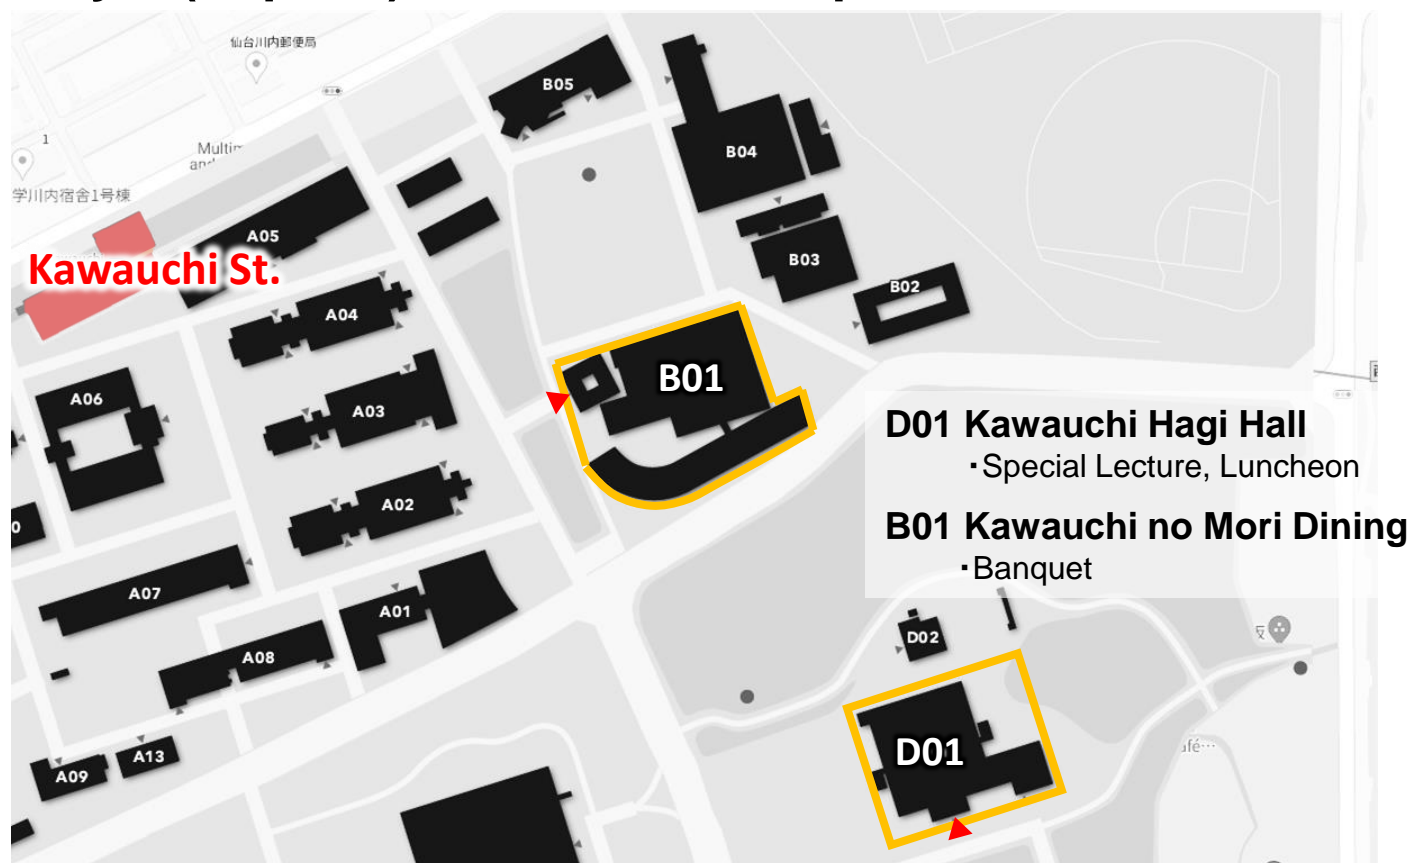 仙台川内郵便局
B05
B04
1
Multim
学川内宿舎1号棟
A05
Kawauchi St.
B03
B02
A04
B01
A06
A03
D01 Kawauchi Hagi Hall
・Special Lecture, Luncheon
A02
B01 Kawauchi no Mori Dining
・Banquet
A07
A01
D02
A08
D01
afé…
A13
A09